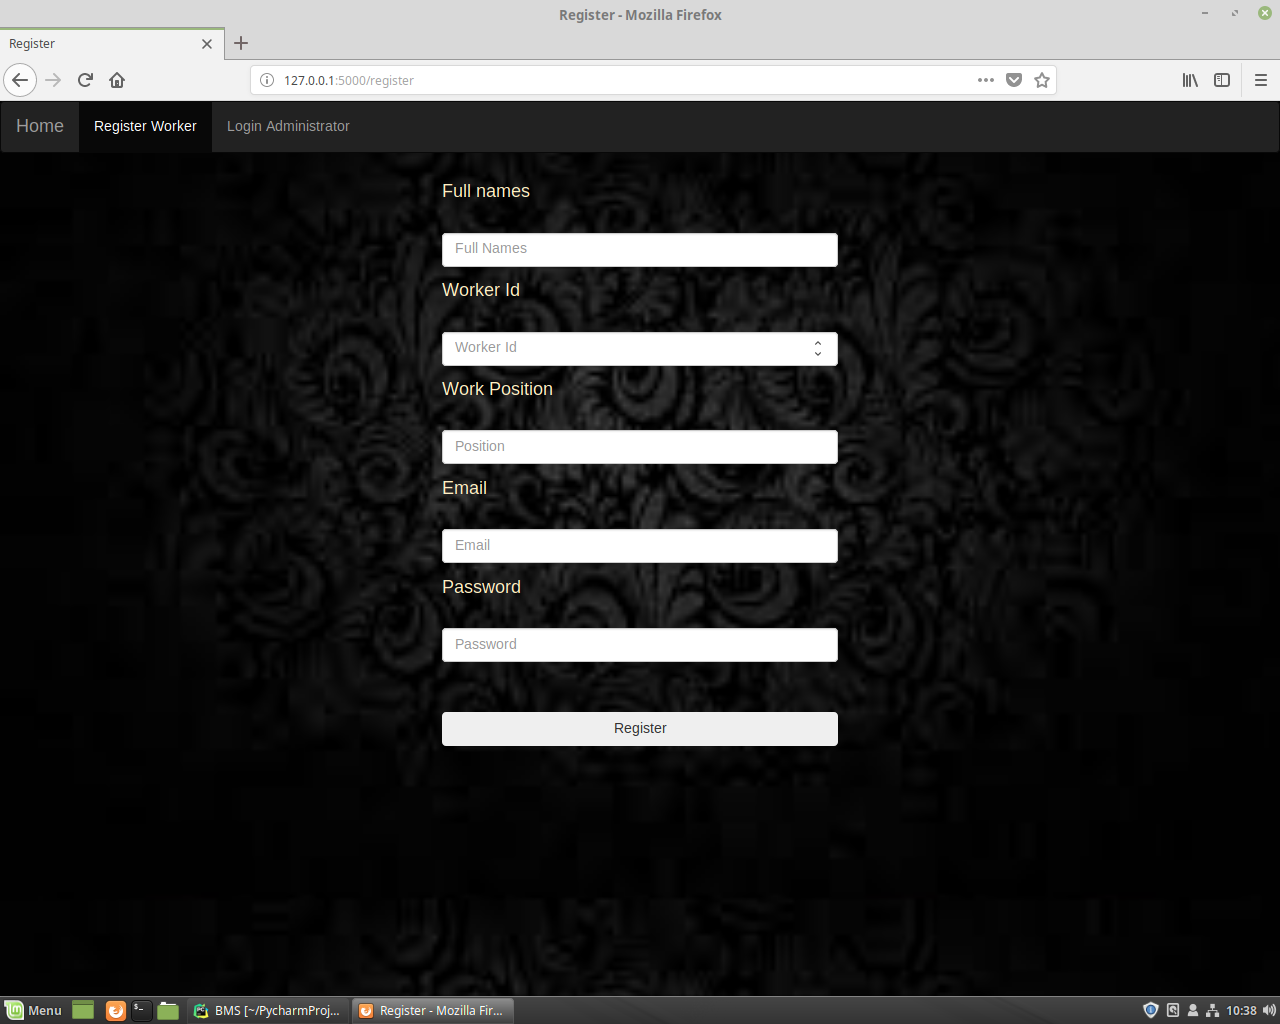 Register - Mozilla Firefox
Register
127.0.0.1:5000/register
Home Register Worker Login Administrator
Full names
Full Names
Worker Id
Worker Id
Work Position
Position
Email
Email
Password
Password
Register
Menu BMS [~/PycharmProj... Register - Mozilla Fir... 10:38